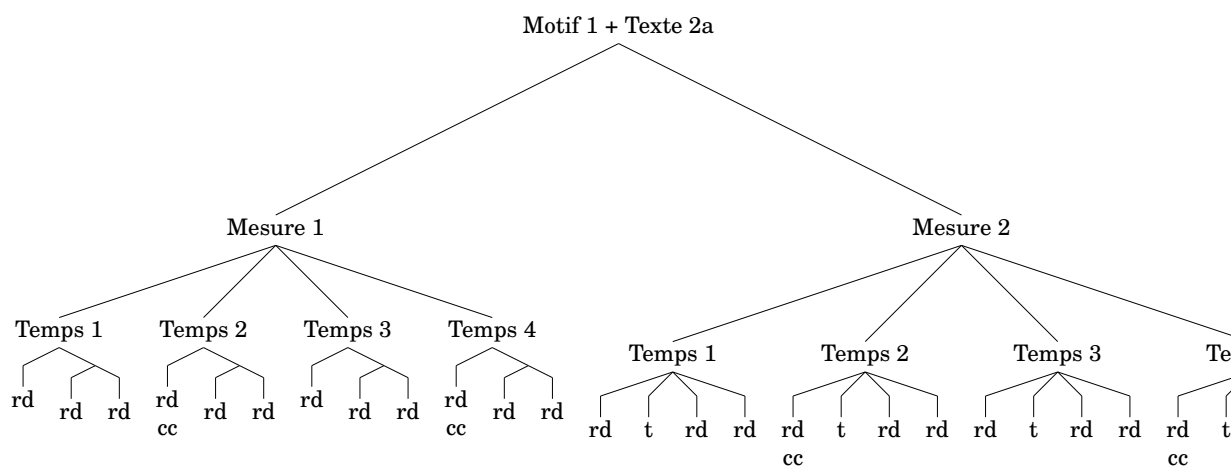 Motif 1 + Texte 2a
Mesure 1 Mesure 2
Temps 1 Temps 2 Temps 3 Temps 4
Temps 1 Temps 2 Temps 3 Te
rd rd rd rd rd rd rd rd rd rd rd rd
cc cc
rd t rd rd rd t rd rd rd t rd rd rd t
cc cc